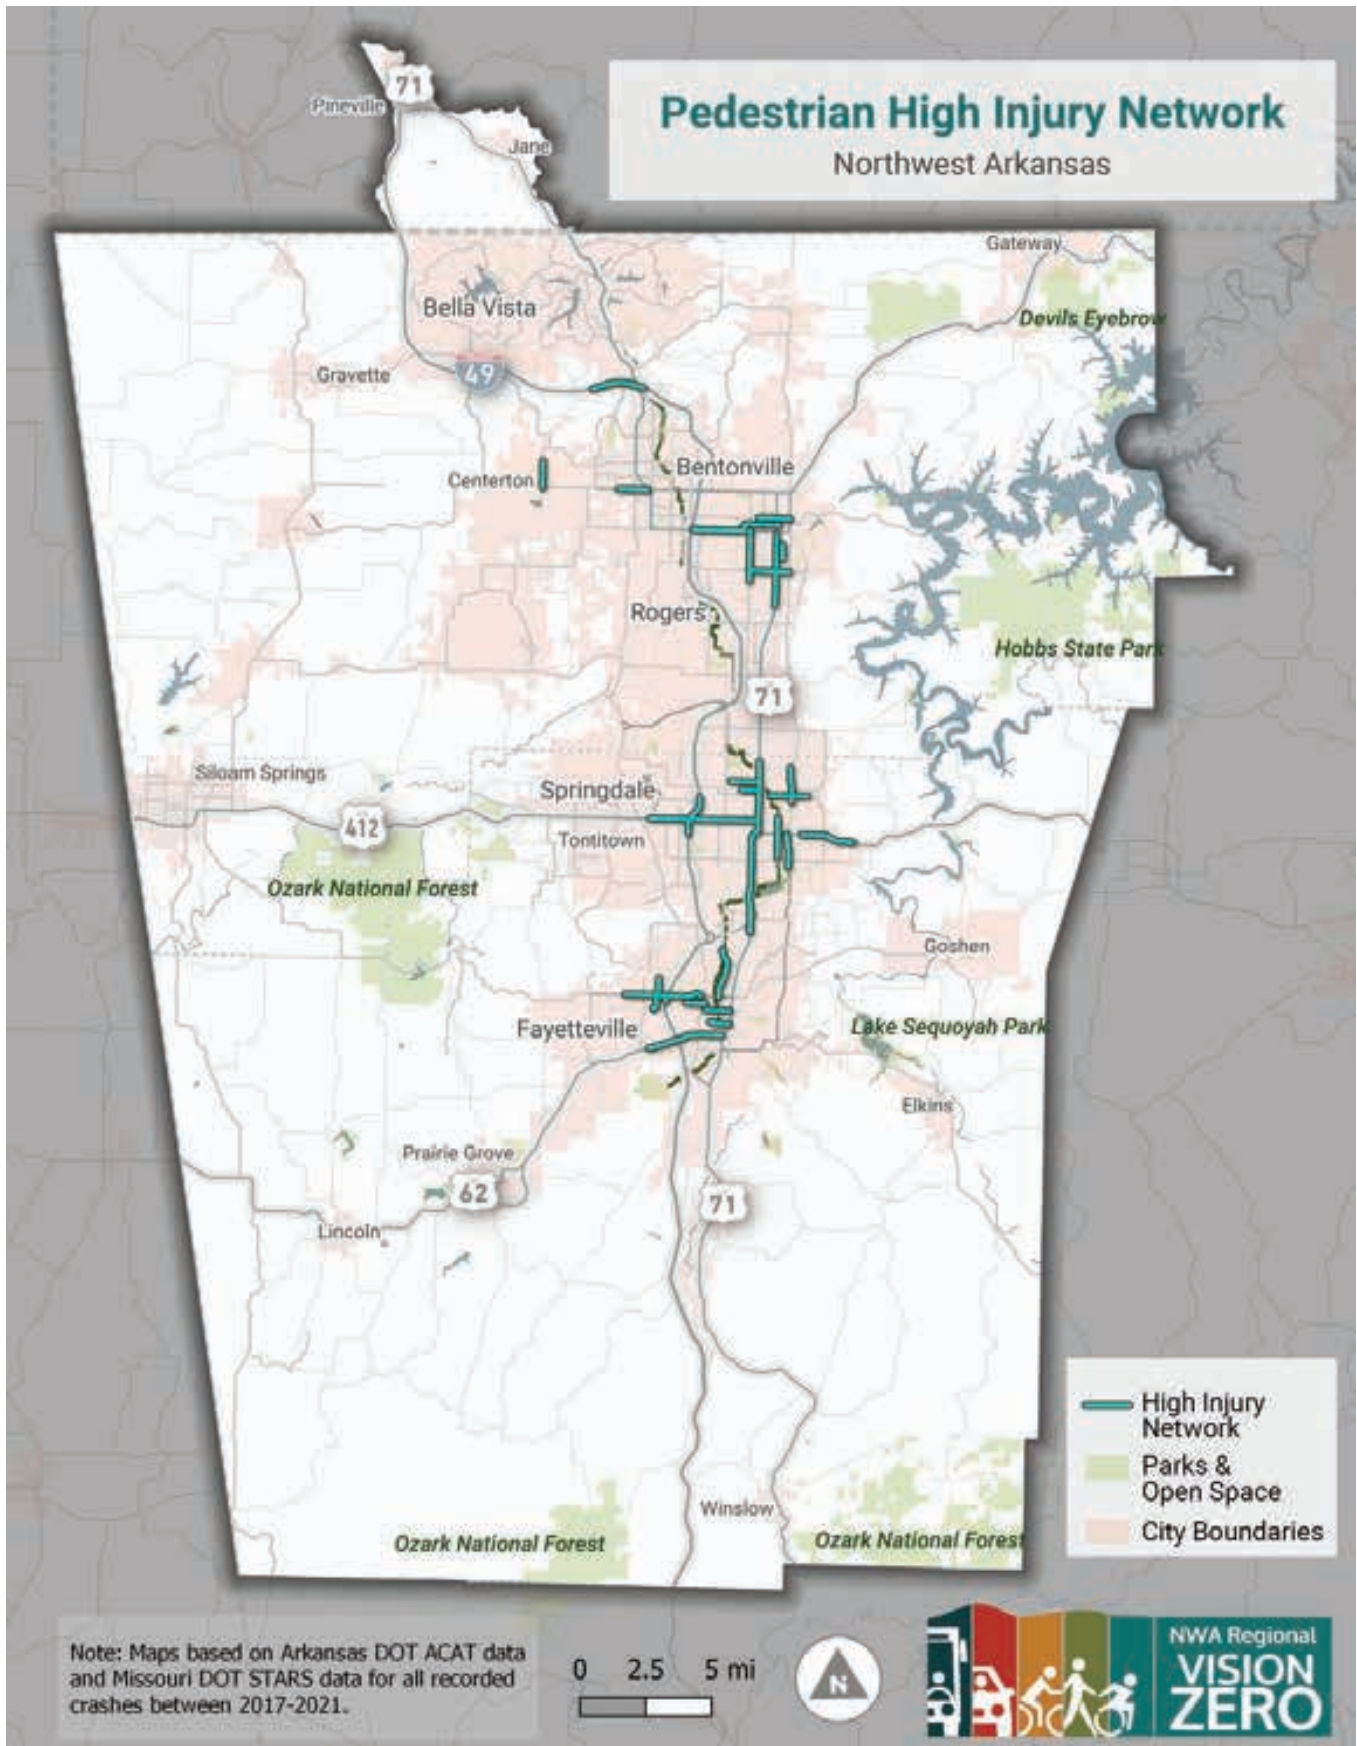 Pedestrian High Injury Network
Northwest Arkansas
71
Pineville
Jane
Gateway
Bella Vista
Devils Eyebrow
Gravette
49
Bentonville
Centerton
Rogers
Hobbs State Park
71
Siloam Springs
Springdale
412
Tontitown
Ozark National Forest
Goshen
Fayetteville
Lake Sequoyah Park
Elkins
Prairie Grove
62
71
Lincoln
High Injury
Network
Parks &
Open Space
City Boundaries
Winslow
Ozark National Forest
Ozark National Forest
Note: Maps based on Arkansas DOT ACAT data
and Missouri DOT STARS data for all recorded
crashes between 2017-2021.
0 2.5 5 mi
N
NWA Regional
VISION
ZERO